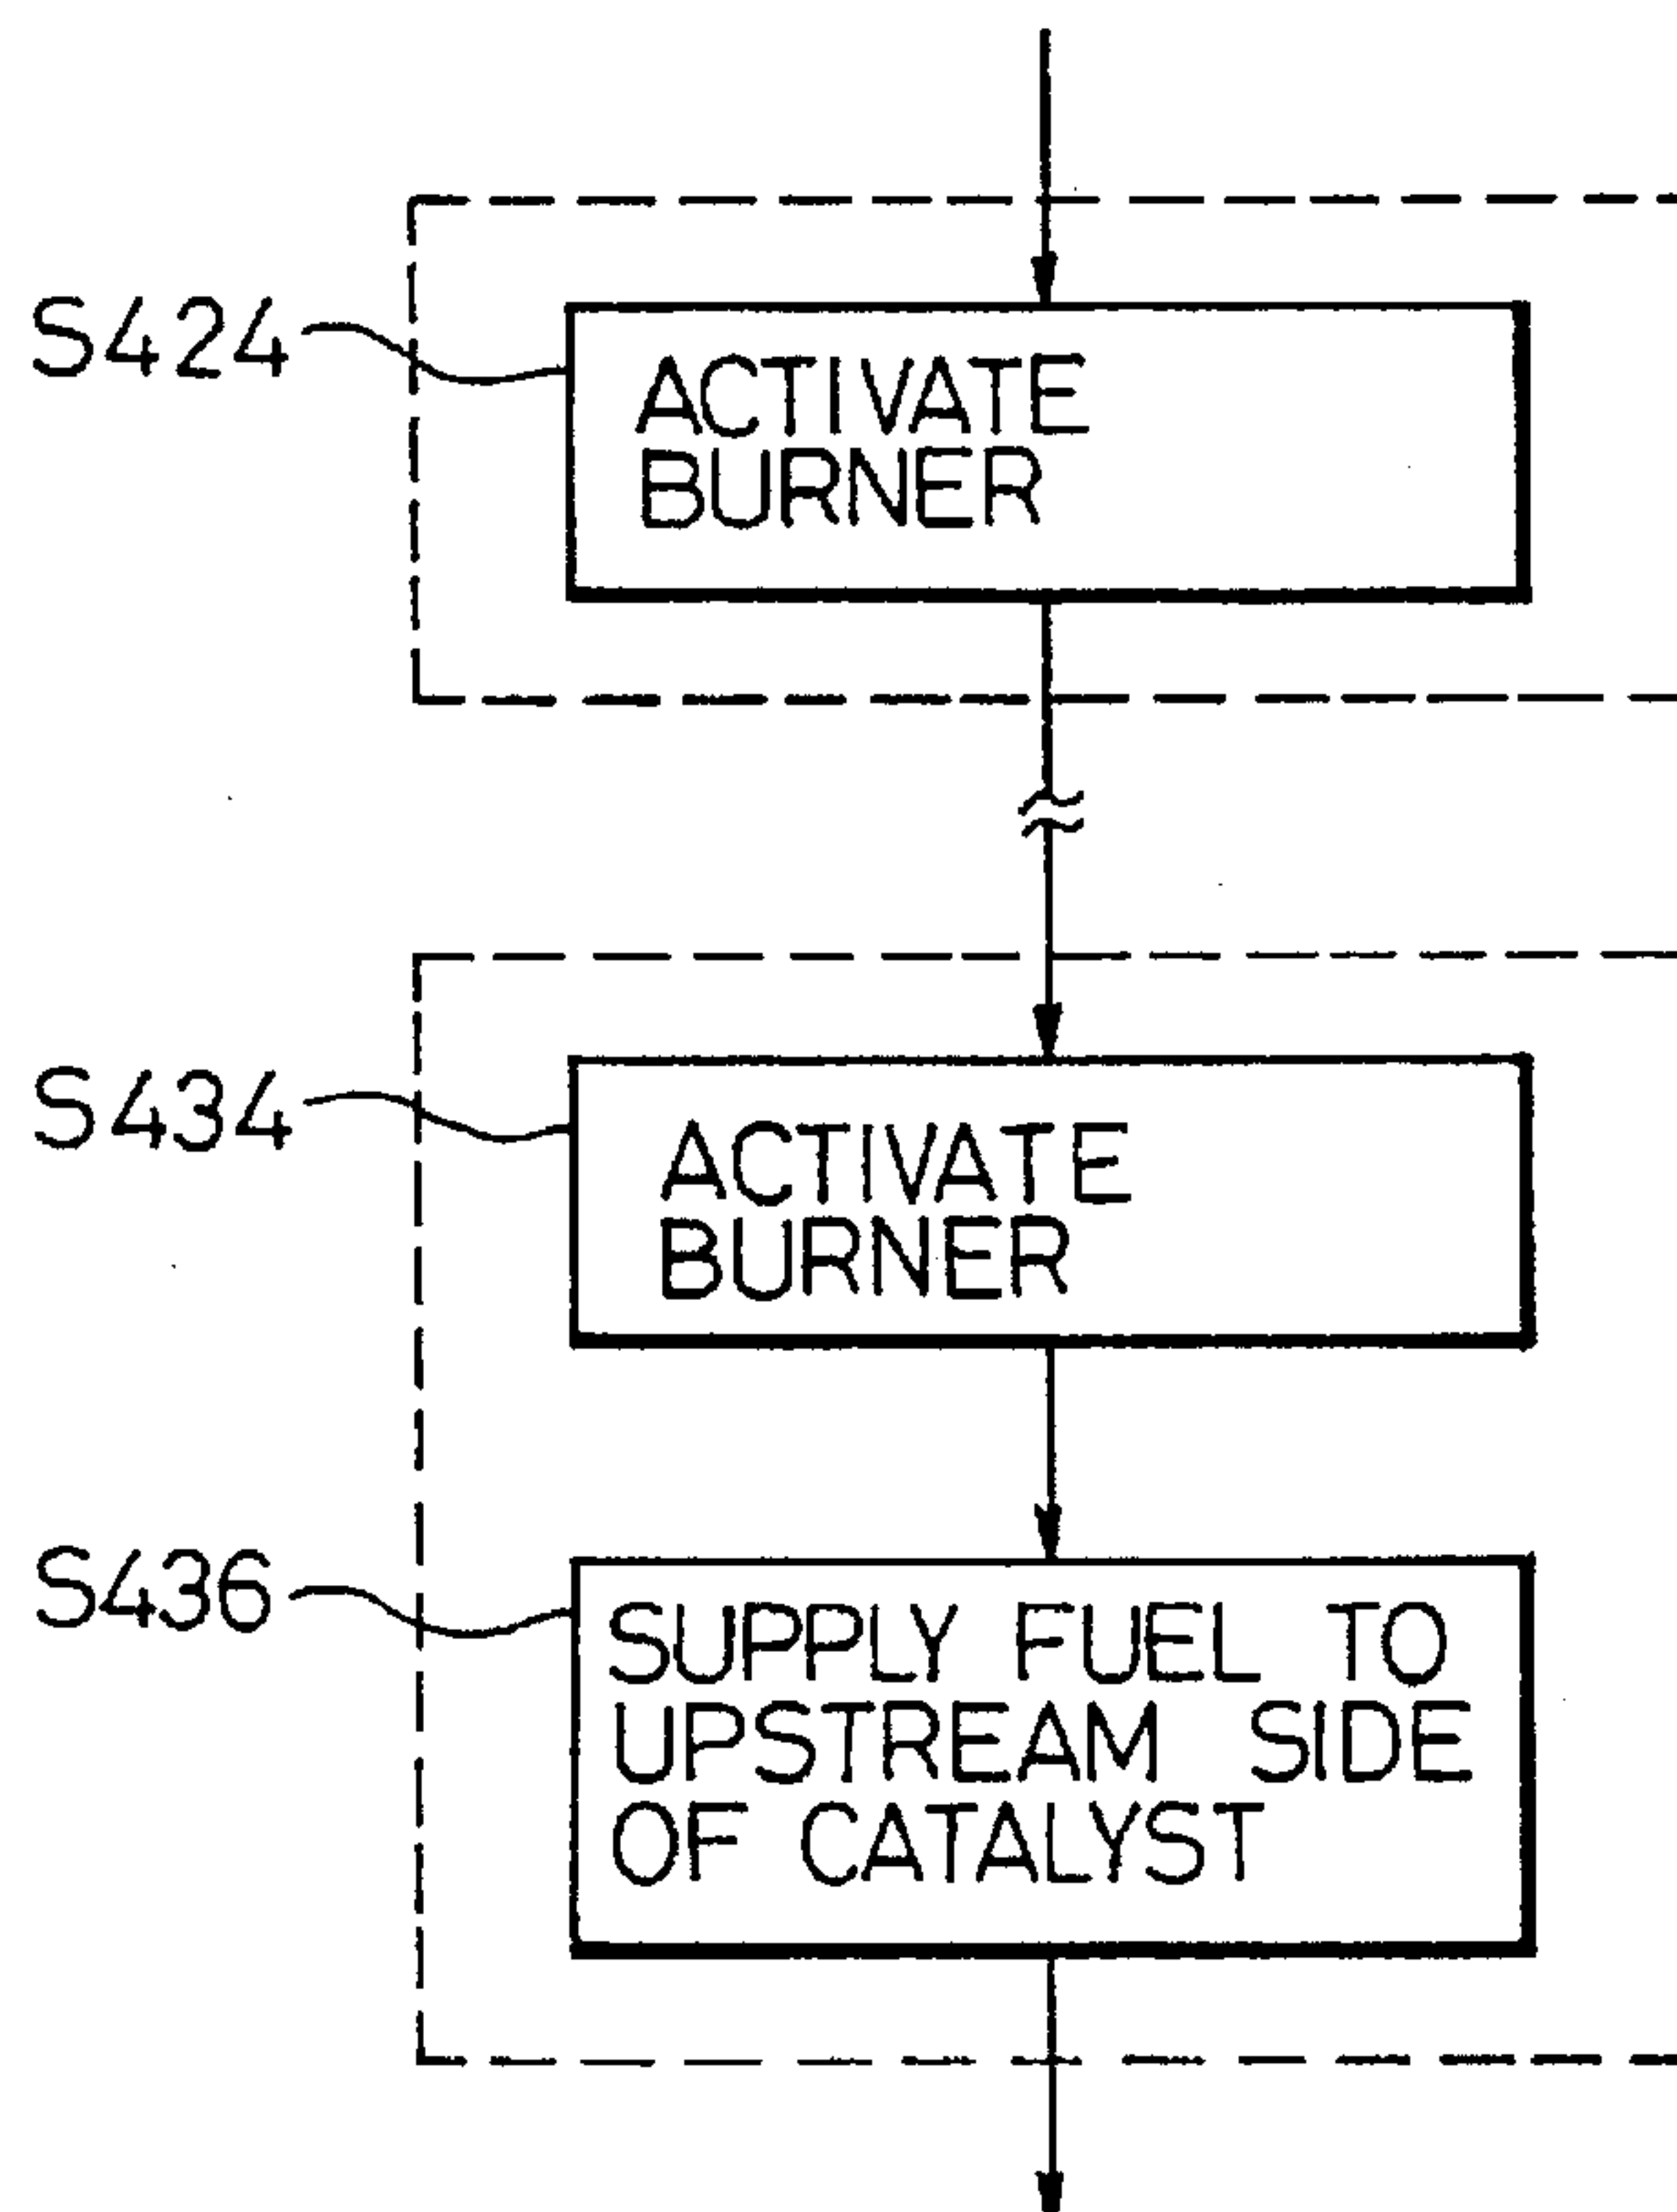 S424
ACTIVATE
BURNER
S434
ACTIVATE
BURNER
S436
SUPPLY FUEL TO
UPSTREAM SIDE
OF CATALYST